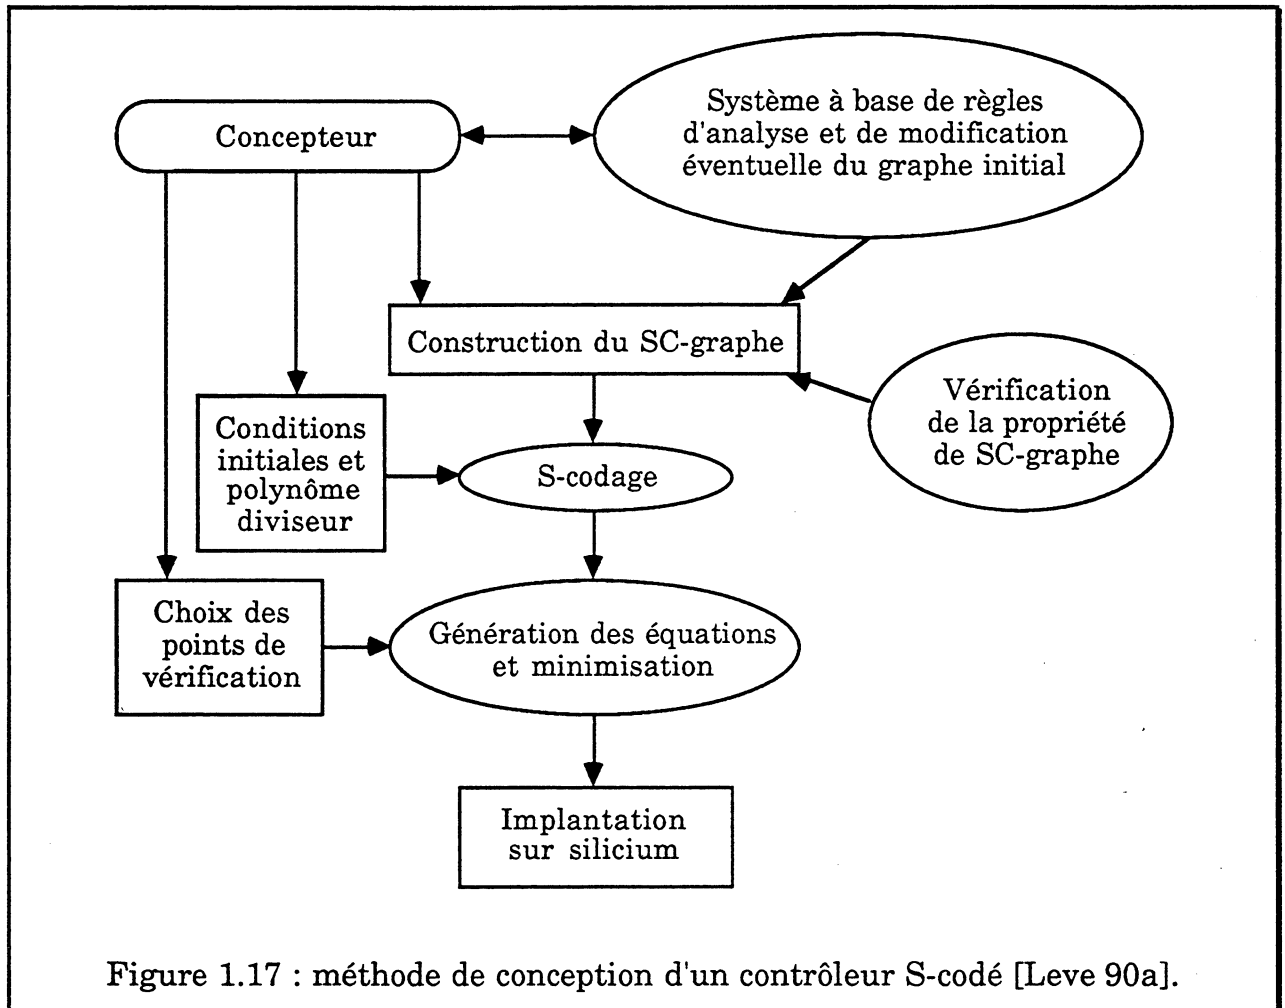 Système à base de règles
d'analyse et de modification
éventuelle du graphe initial
Concepteur
Construction du SC-graphe
Vérification
de la propriété
de SC-graphe
Conditions
initiales et
polynôme
diviseur
S-codage
Choix des
points de
vérification
Génération des équations
et minimisation
Implantation
sur silicium
Figure 1.17 : méthode de conception d'un contrôleur S-codé [Leve 90a].